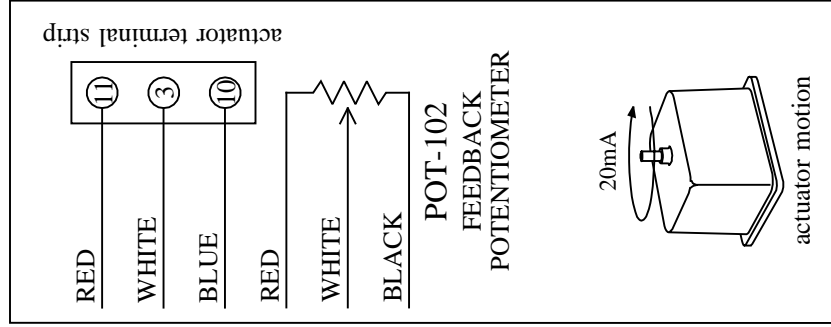 actuator terminal strip
11
3
10
RED
WHITE
BLUE
RED
WHITE
BLACK
POT-102
FEEDBACK
POTENTIOMETER
20mA
actuator motion